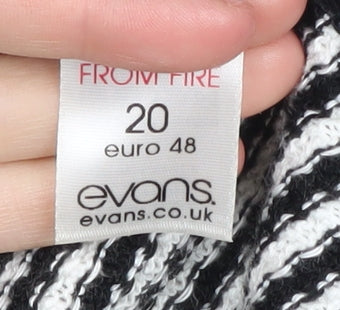 FROM FIRE
20
euro 48
evans.
evans.co.uk